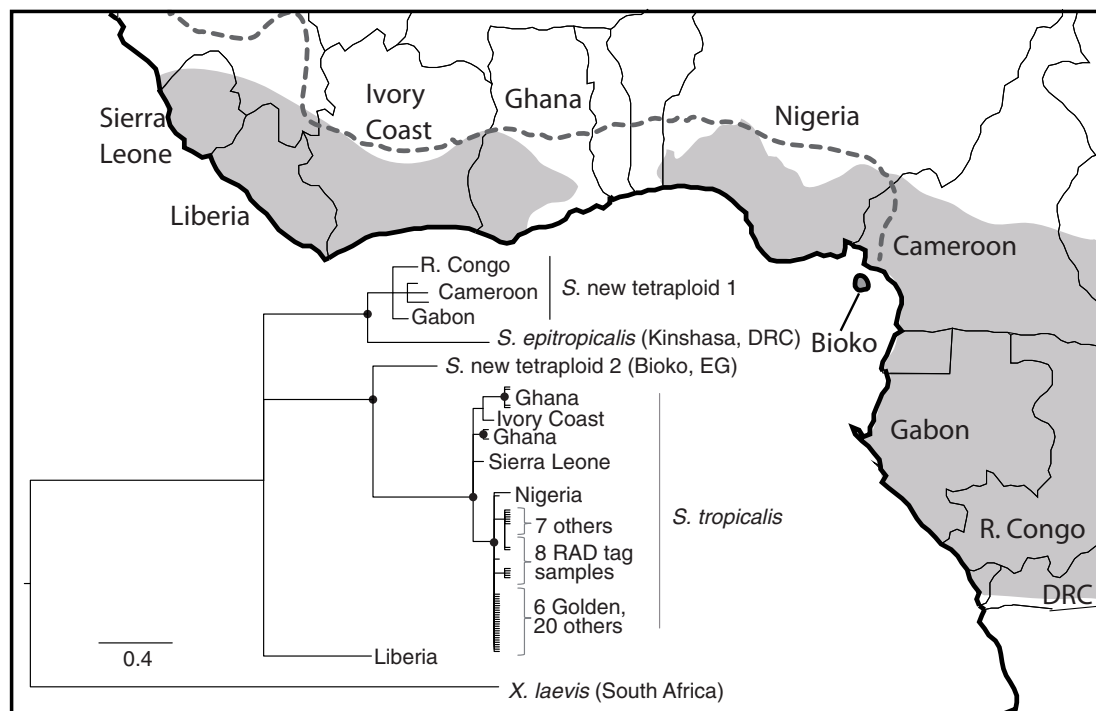 Sierra
Leone
Liberia
Ivory
Coast
Ghana
Nigeria
Cameroon
Bioko
Gabon
R. Congo
DRC
R. Congo
Cameroon
Gabon
S. new tetraploid 1
S. epitropicalis (Kinshasa, DRC)
S. new tetraploid 2 (Bioko, EG)
Ghana
Ivory Coast
Ghana
Sierra Leone
Nigeria
7 others
8 RAD tag
samples
6 Golden,
20 others
S. tropicalis
Liberia
0.4
X. laevis (South Africa)